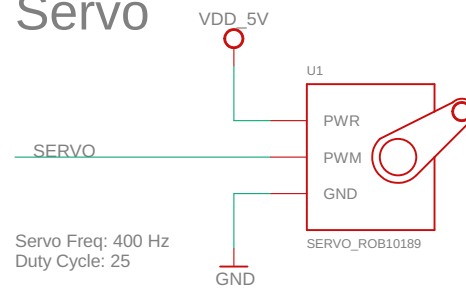 Servo
VDD_5V
U1
PWR
SERVO
PWM
GND
Servo Freq: 400 Hz
Duty Cycle: 25
SERVO_ROB10189
GND